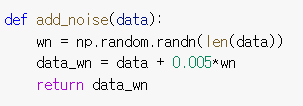 def add_noise(data):
    wn = np.random.randn(len(data))
    data_wn = data + 0.005*wn
    return data_wn